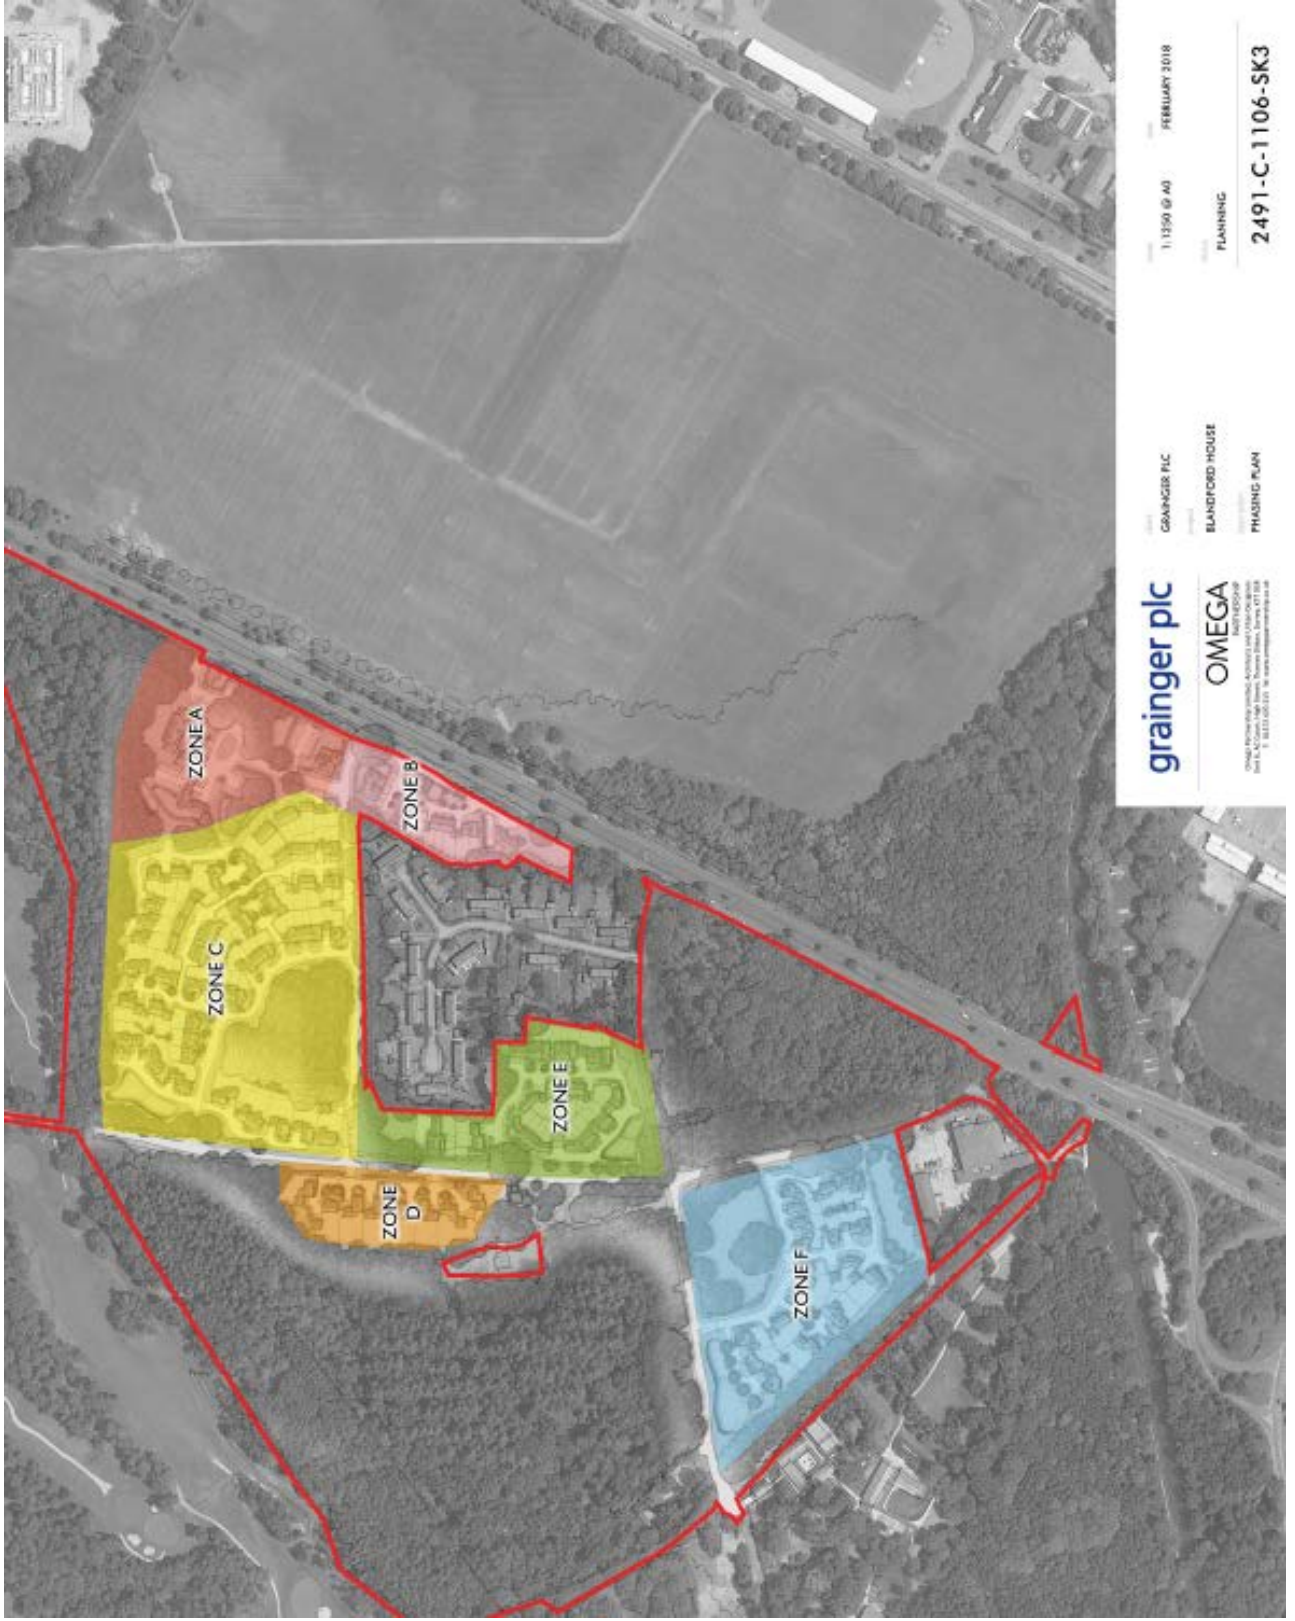 ZONE A
ZONE B
ZONE C
ZONE
D
ZONE E
ZONE F
grainger plc
OMEGA
PARTNERSHIP
GRAINGER PLC
BLANDFORD HOUSE
PHASING PLAN
1:1250 @ A0
FEBRUARY 2018
PLANNING
2491-C-1106-SK3